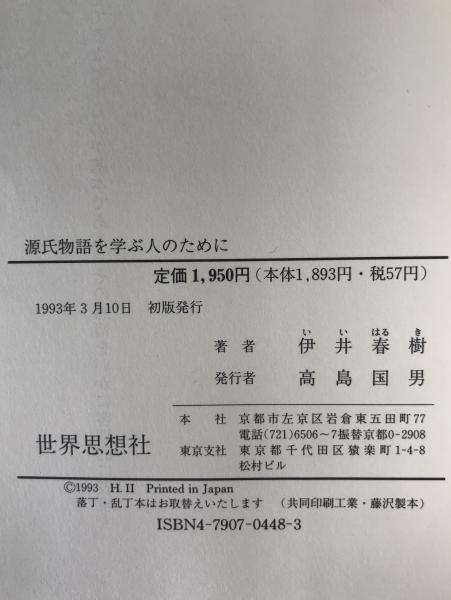 源氏物語を学ぶ人のために
定価1,950円(本体1,893円・税57円)
1993年3月10日 初版発行
いいはるき
著者 伊井春樹
発行者 高島国男
本社 京都市左京区岩倉東五田町77
電話(721)6506~7振替京都0-2908
世界思想社
東京支社 東京都千代田区猿楽町1-4-8
松村ビル
©1993 H. II Printed in Japan
落丁・乱丁本はお取替えいたします (共同印刷工業・藤沢製本)
ISBN4-7907-0448-3